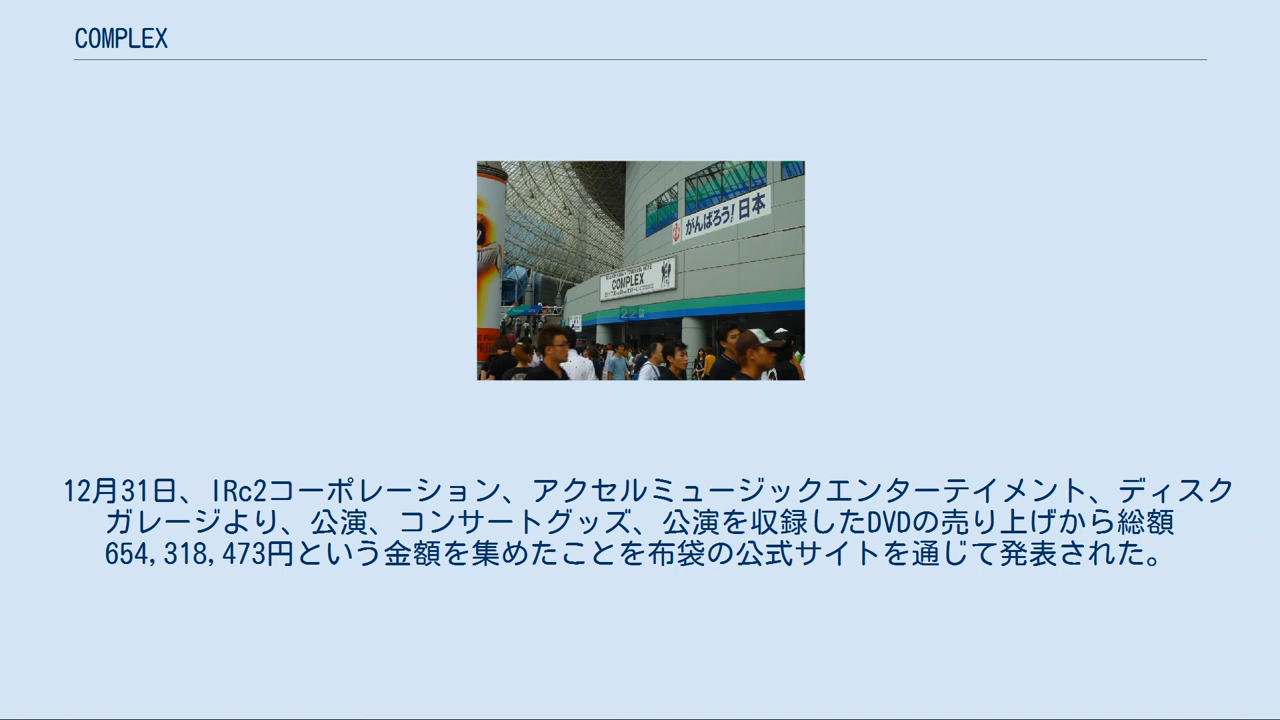 COMPLEX
がんばろう!日本
COMPLEX
22
12月31日、IRc2コーポレーション、アクセルミュージックエンターテイメント、ディスク
ガレージより、公演、コンサートグッズ、公演を収録したDVDの売り上げから総額
654,318,473円という金額を集めたことを布袋の公式サイトを通じて発表された。